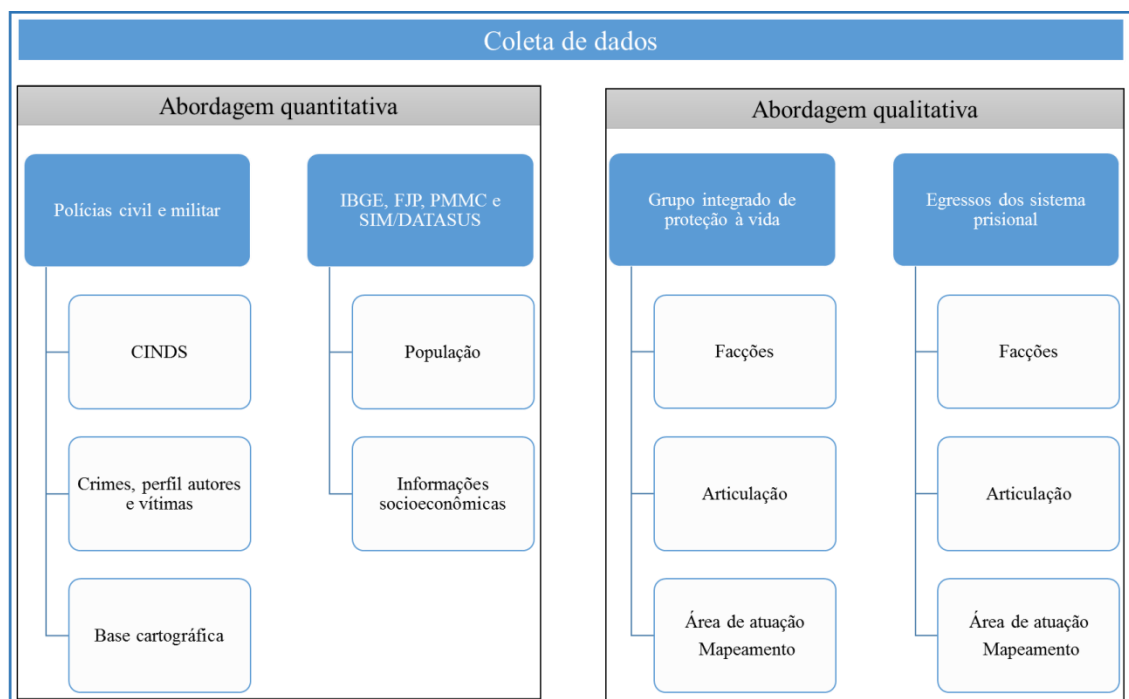 Coleta de dados
Abordagem quantitativa
Polícias civil e militar
CINDS
Crimes, perfil autores
e vítimas
Base cartográfica
IBGE, FJP, PMMC e
SIM/DATASUS
População
Informações
socioeconômicas
Abordagem qualitativa
Grupo integrado de
proteção à vida
Facções
Articulação
Área de atuação
Mapeamento
Egressos dos sistema
prisional
Facções
Articulação
Área de atuação
Mapeamento